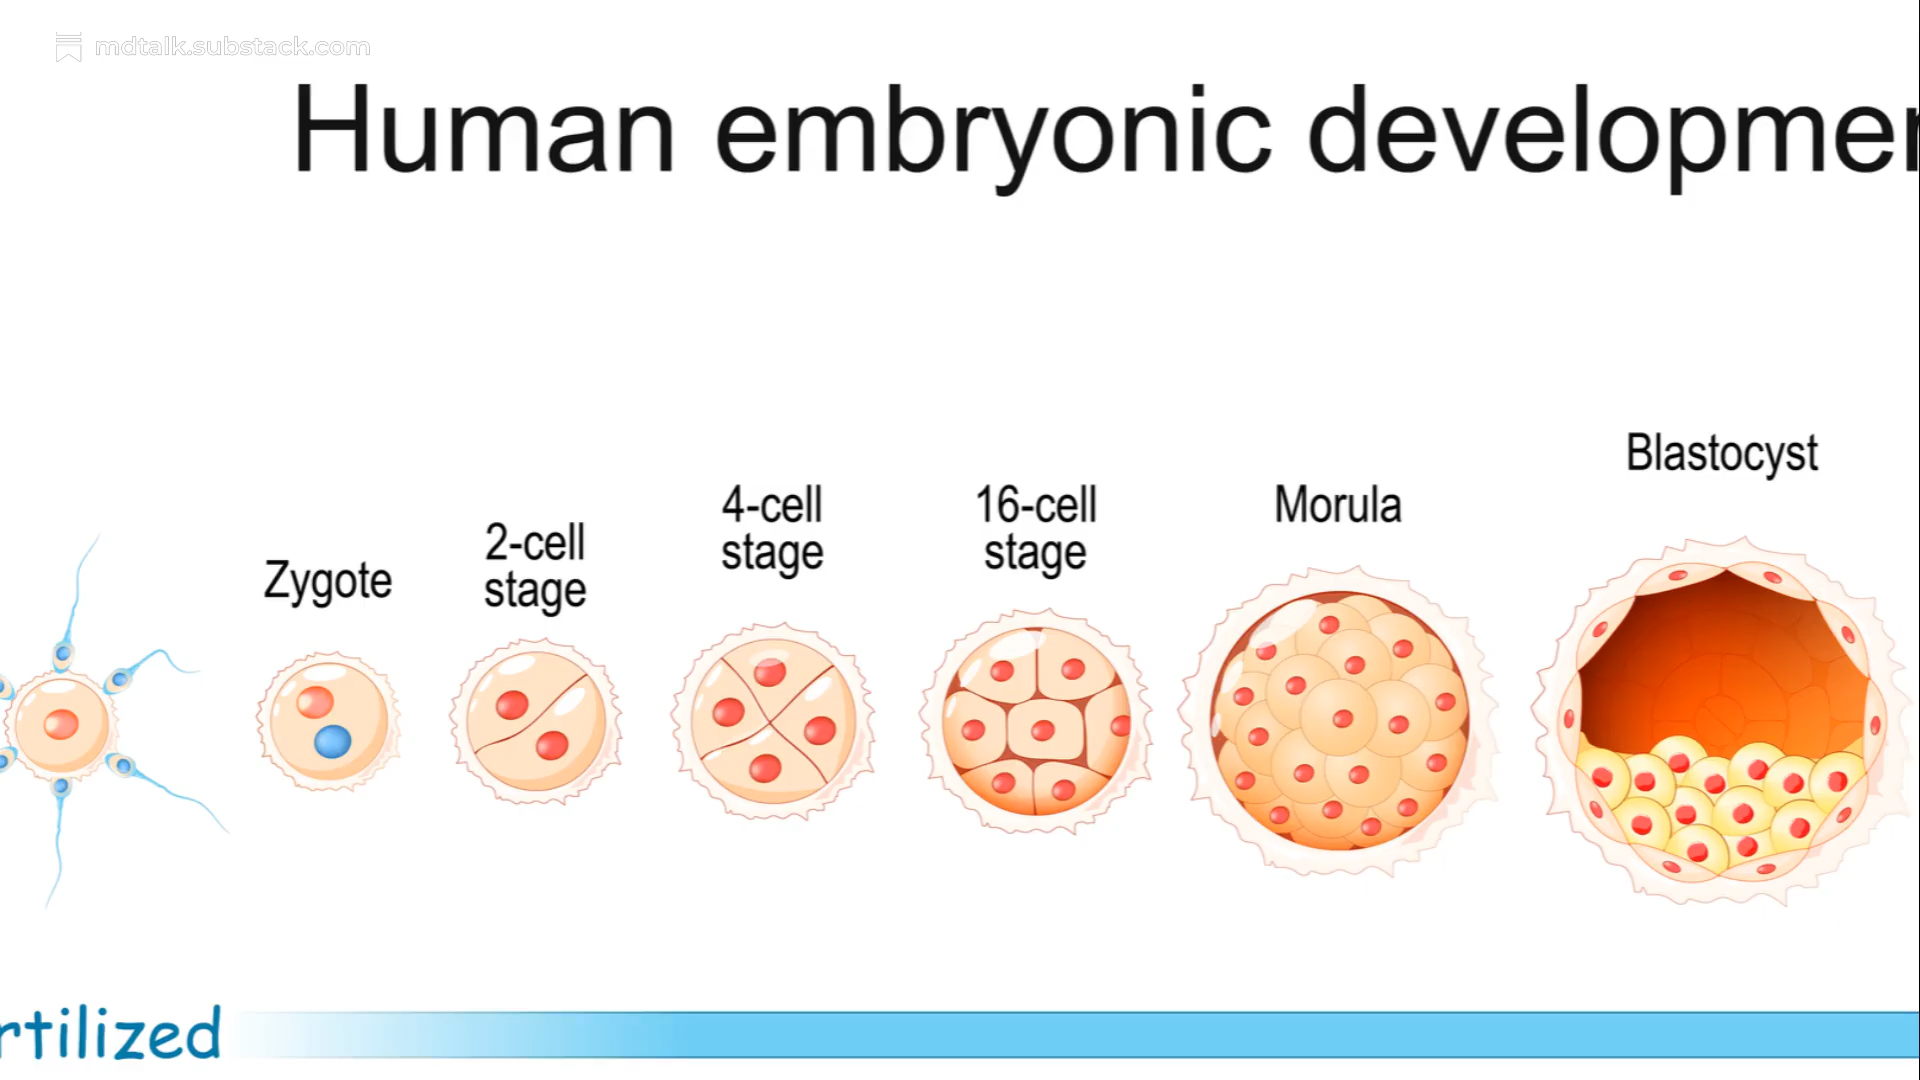 mdtalk.substack.com
Human embryonic developmen
Blastocyst
4-cell
stage
16-cell
stage
Morula
2-cell
stage
Zygote
rtilized